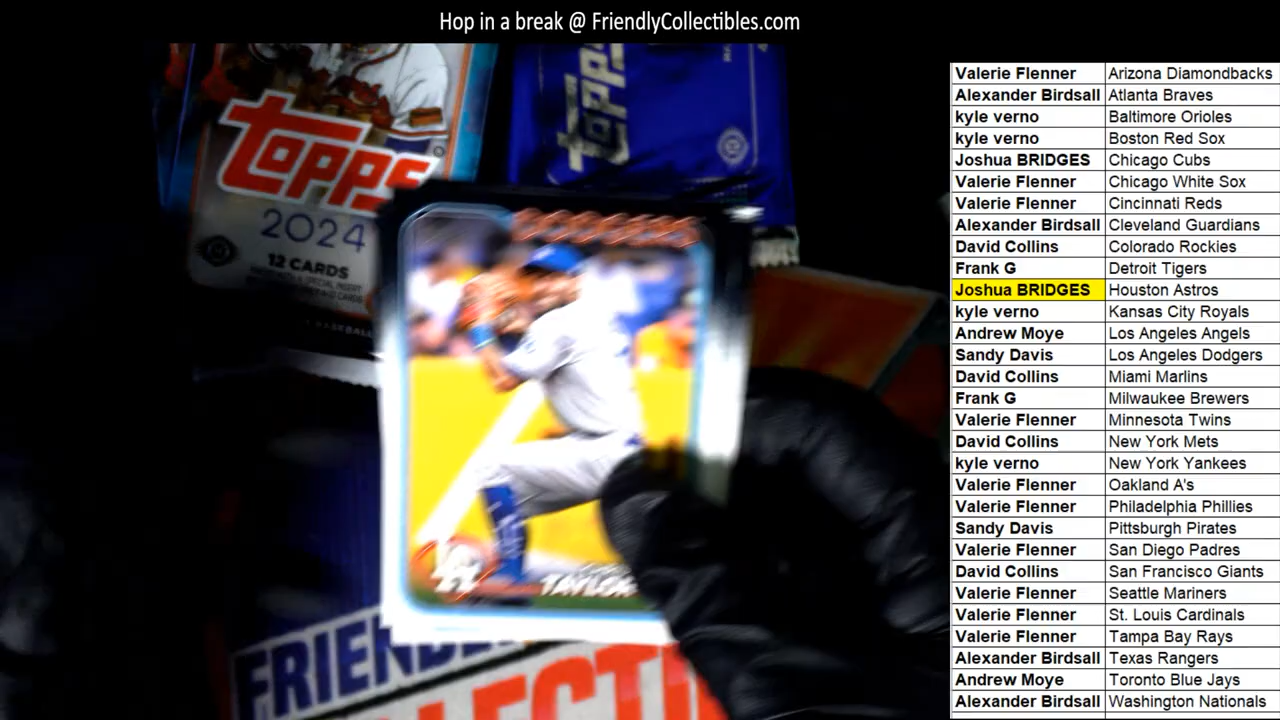 Hop in a break @ FriendlyCollectibles.com
Valerie Flenner Arizona Diamondbacks
Alexander Birdsall Atlanta Braves
kyle verno Baltimore Orioles
kyle verno Boston Red Sox
Joshua BRIDGES Chicago Cubs
Valerie Flenner Chicago White Sox
Valerie Flenner Cincinnati Reds
Alexander Birdsall Cleveland Guardians
David Collins Colorado Rockies
Frank G Detroit Tigers
Joshua BRIDGES Houston Astros
kyle verno Kansas City Royals
Andrew Moye Los Angeles Angels
Sandy Davis Los Angeles Dodgers
David Collins Miami Marlins
Frank G Milwaukee Brewers
Valerie Flenner Minnesota Twins
David Collins New York Mets
kyle verno New York Yankees
Valerie Flenner Oakland A's
Valerie Flenner Philadelphia Phillies
Sandy Davis Pittsburgh Pirates
Valerie Flenner San Diego Padres
David Collins San Francisco Giants
Valerie Flenner Seattle Mariners
Valerie Flenner St. Louis Cardinals
Valerie Flenner Tampa Bay Rays
Alexander Birdsall Texas Rangers
Andrew Moye Toronto Blue Jays
Alexander Birdsall Washington Nationals
Topps
2024
12 CARDS
Topps
DODGERS
TAYLOR